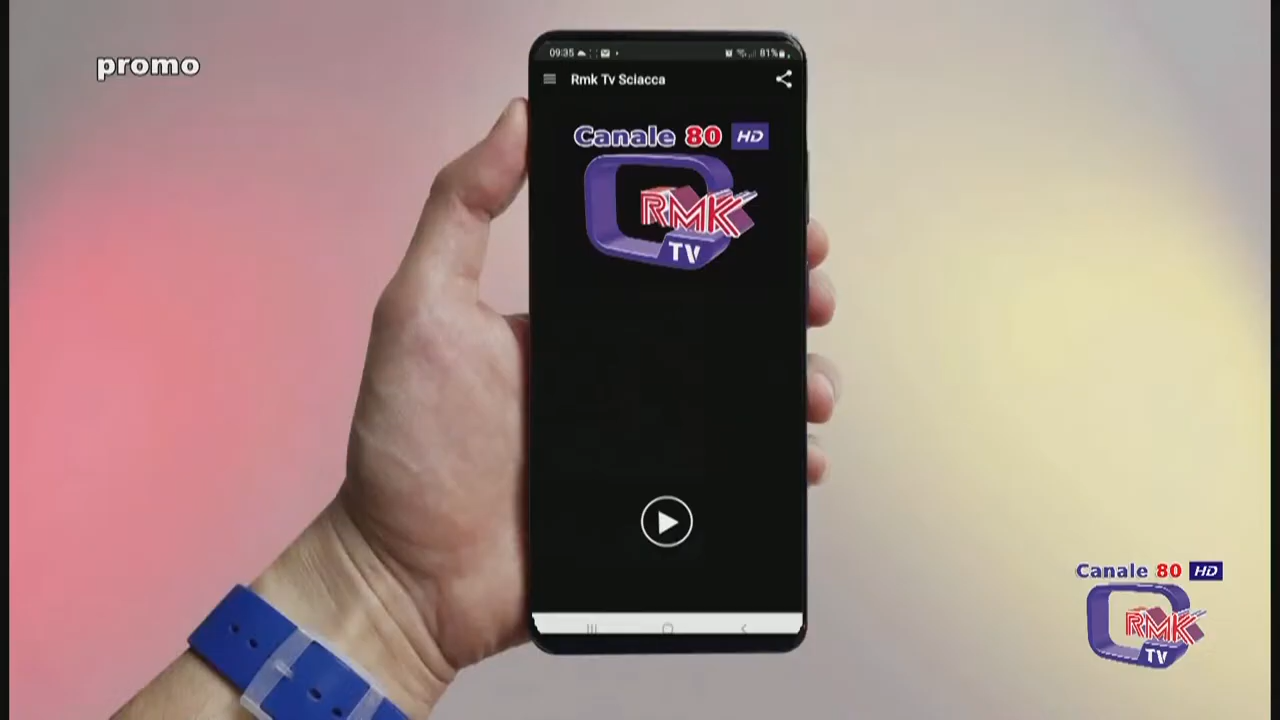 promo
09:35
81%
Rmk Tv Sciacca
Canale 80 HD
RMK
TV
Canale 80 HD
RMK
TV